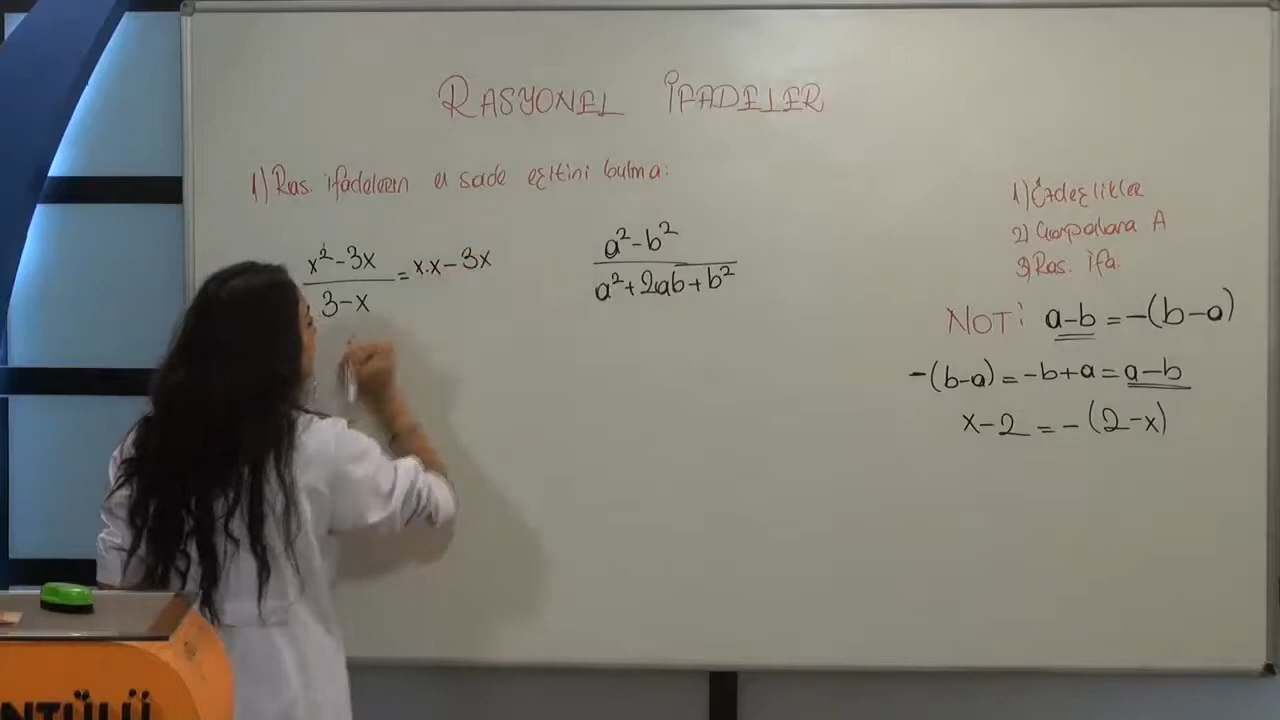 RASYONEL İFADELER
1) Ras. ifadelerin en sade eşitini bulma:
x² - 3x
3 - x
= x.x - 3x
a² - b²
a² + 2ab + b²
1) Özdeşlikler
2) Çarpanlara A
3) Ras. İfa.
NOT: a-b = -(b-a)
-(b-a) = -b+a = a-b
x-2 = -(2-x)
NTÜLÜ